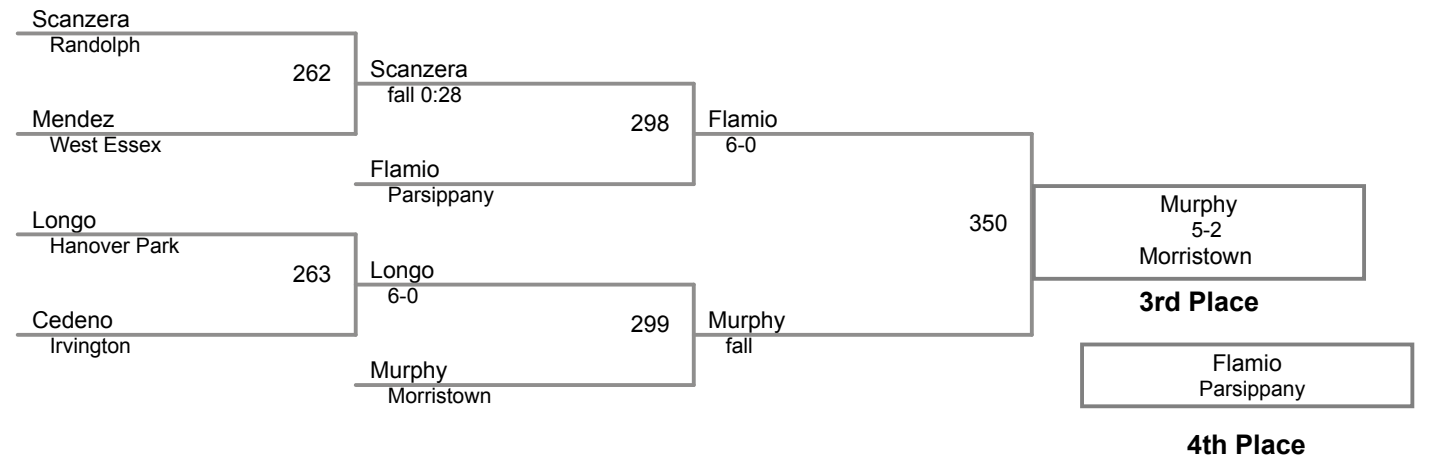 Scanzera
Randolph
262
Mendez
West Essex
Longo
Hanover Park
263
Cedeno
Irvington
Scanzera
fall 0:28
298
Flamio
Parsippany
Longo
6-0
299
Murphy
Morristown
Flamio
6-0
350
Murphy
fall
Murphy
5-2
Morristown
3rd Place
Flamio
Parsippany
4th Place